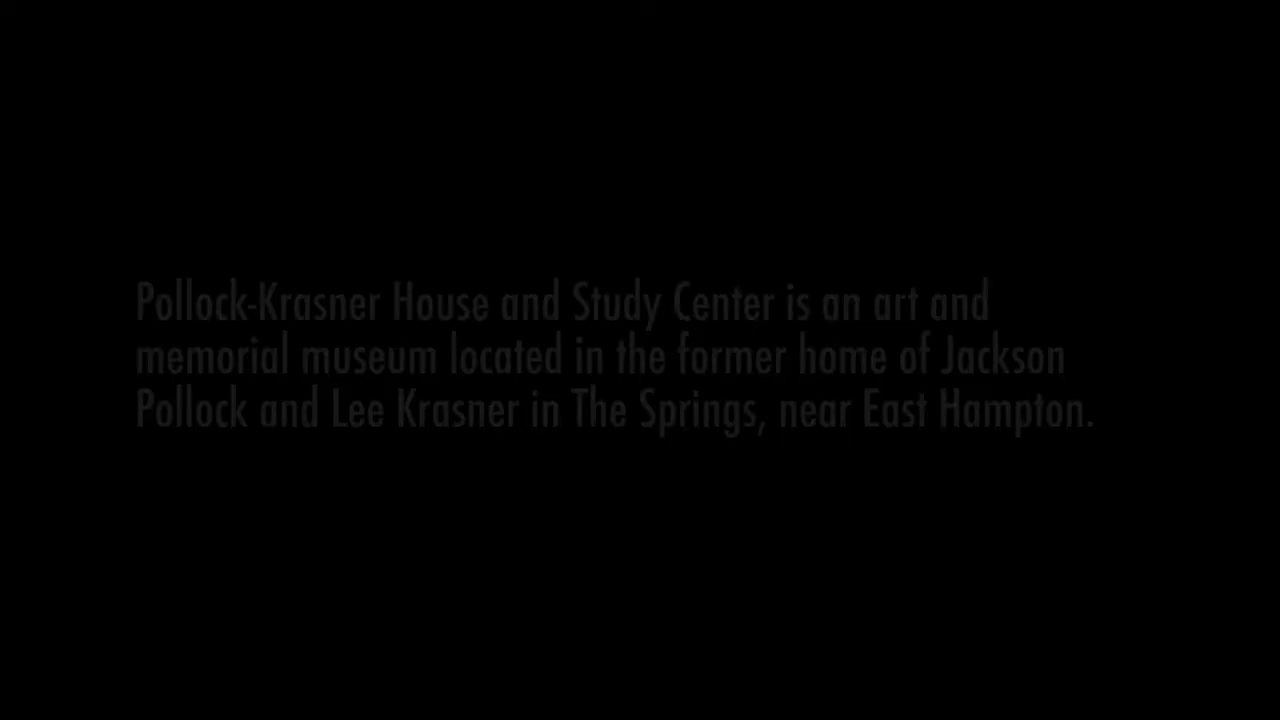 Pollock-Krasner House and Study Center is an art and
memorial museum located in the former home of Jackson
Pollock and Lee Krasner in The Springs, near East Hampton.